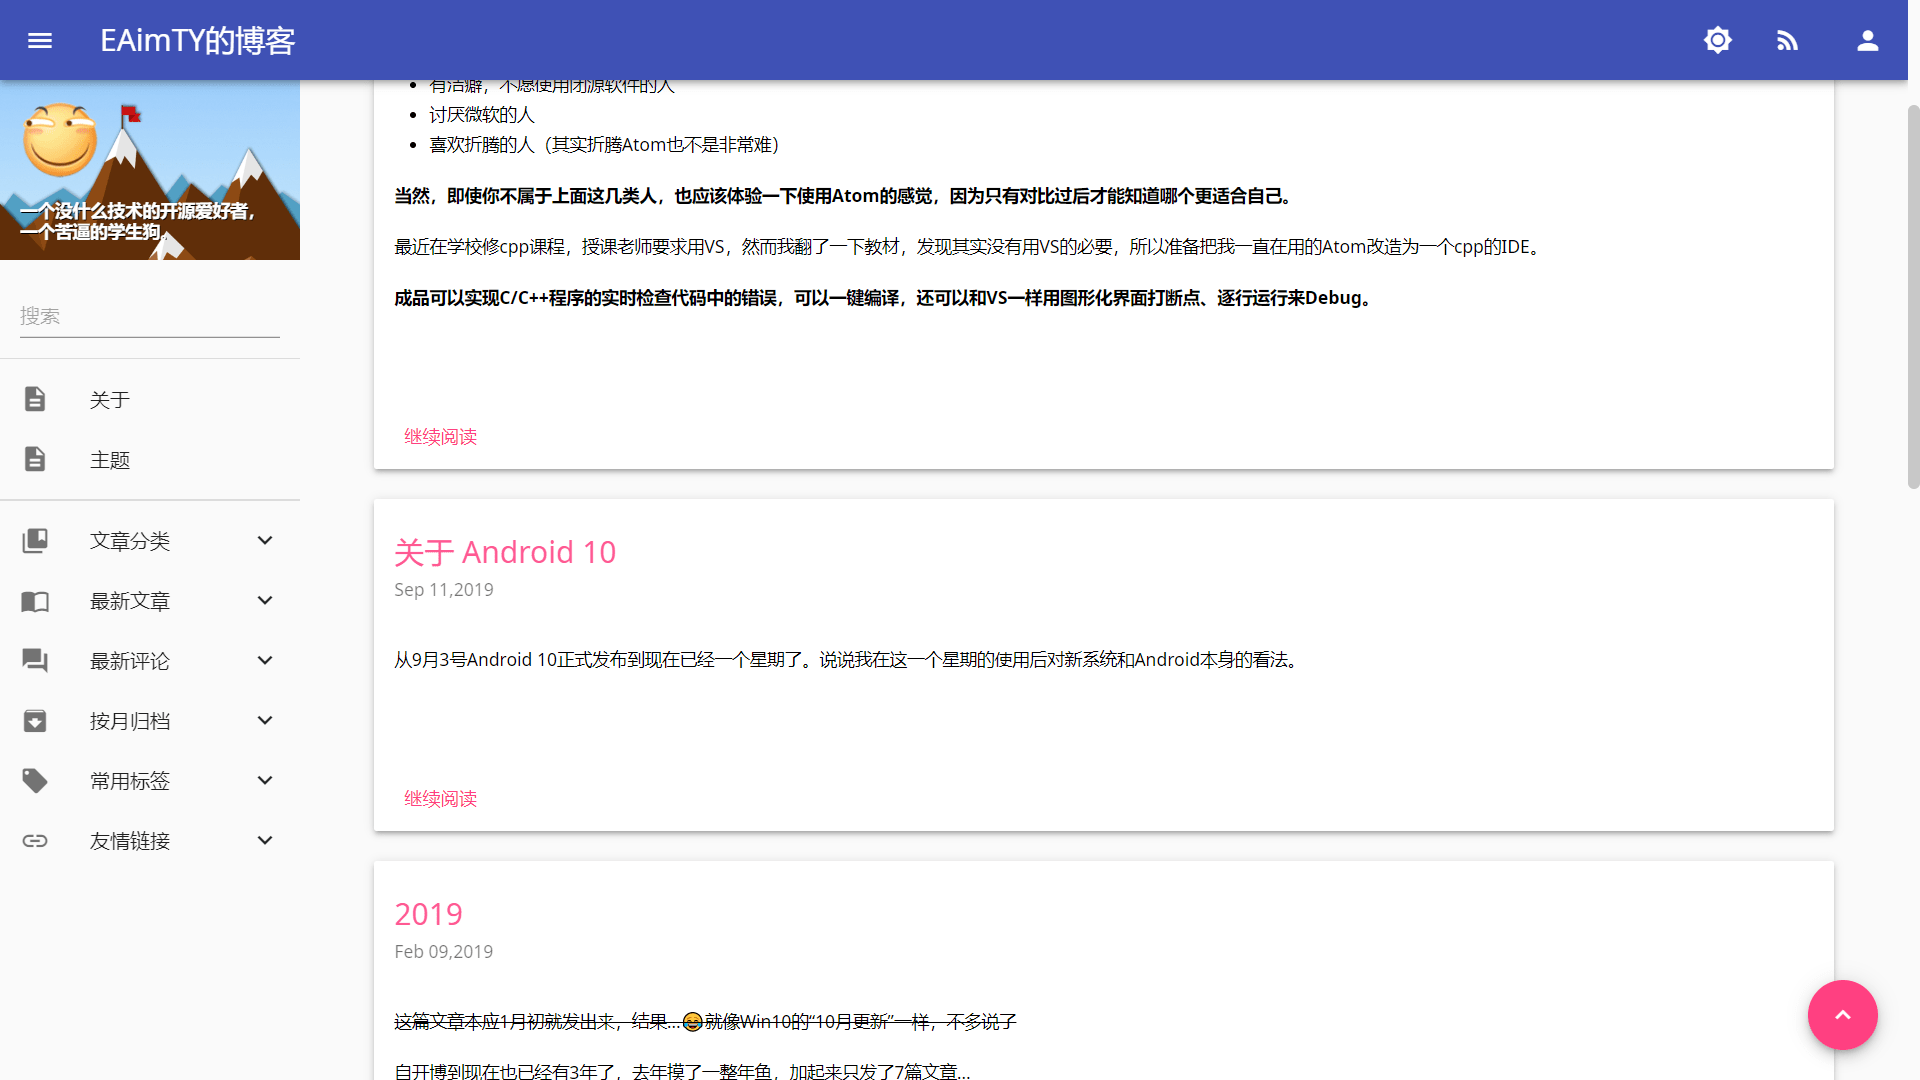 EAimTY的博客
一个没什么技术的开源爱好者，
一个苦逼的学生狗。
搜索
关于
主题
文章分类
最新文章
最新评论
按月归档
常用标签
友情链接
有洁癖，不愿使用闭源软件的人
讨厌微软的人
喜欢折腾的人（其实折腾Atom也不是非常难）
当然，即使你不属于上面这几类人，也应该体验一下使用Atom的感觉，因为只有对比过后才能知道哪个更适合自己。
最近在学校修cpp课程，授课老师要求用VS，然而我翻了一下教材，发现其实没有用VS的必要，所以准备把我一直在用的Atom改造为一个cpp的IDE。
成品可以实现C/C++程序的实时检查代码中的错误，可以一键编译，还可以和VS一样用图形化界面打断点、逐行运行来Debug。
继续阅读
关于 Android 10
Sep 11,2019
从9月3号Android 10正式发布到现在已经一个星期了。说说我在这一个星期的使用后对新系统和Android本身的看法。
继续阅读
2019
Feb 09,2019
这篇文章本应1月初就发出来，结果...😂就像Win10的“10月更新”一样，不多说了
自开博到现在也已经有3年了，去年摸了一整年鱼，加起来只发了7篇文章...